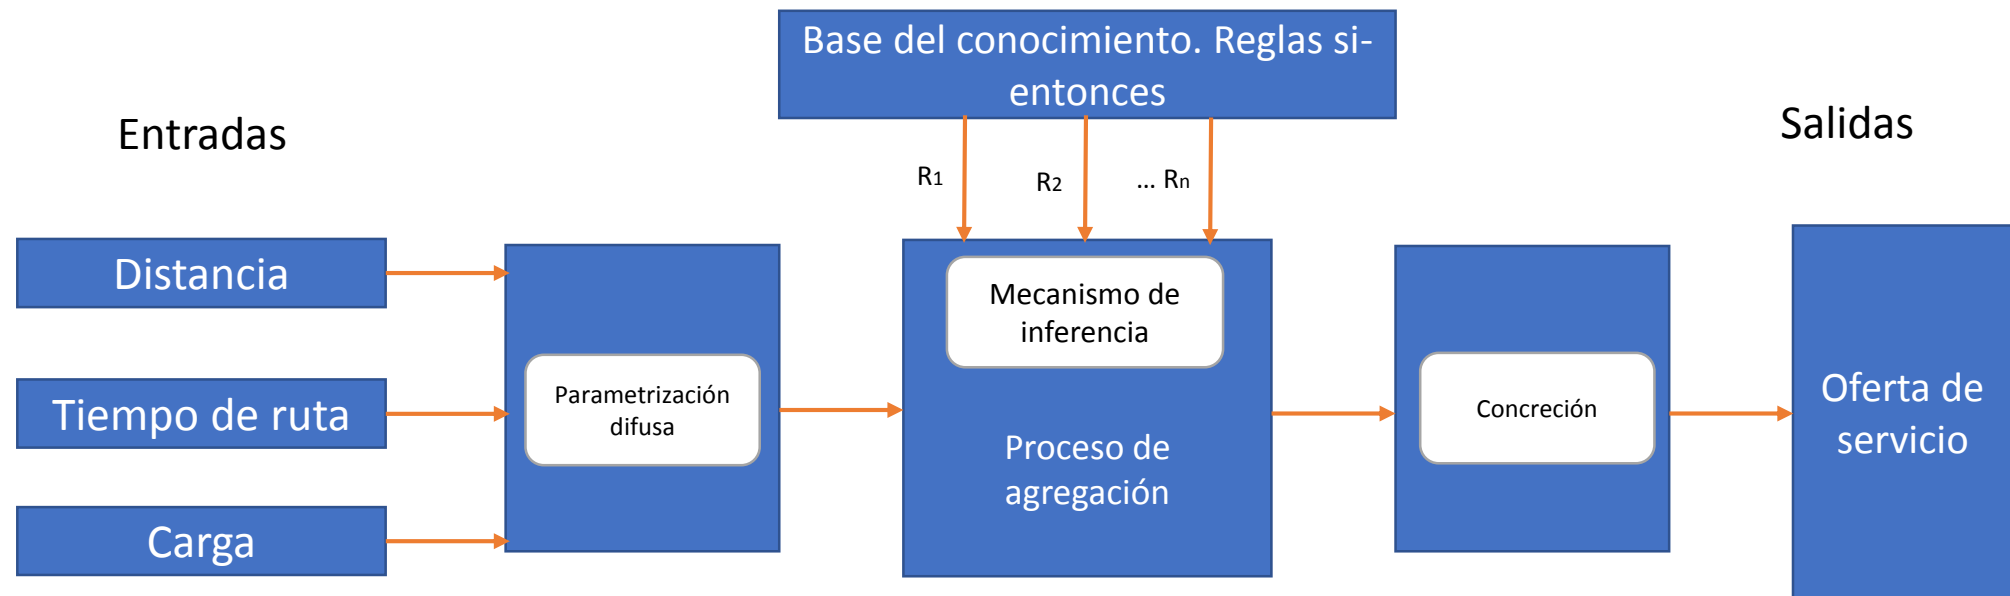 Base del conocimiento. Reglas si-
entonces
Entradas
Salidas
R1
R2
... Rn
Distancia
Tiempo de ruta
Carga
Parametrización
difusa
Mecanismo de
inferencia
Proceso de
agregación
Concreción
Oferta de
servicio